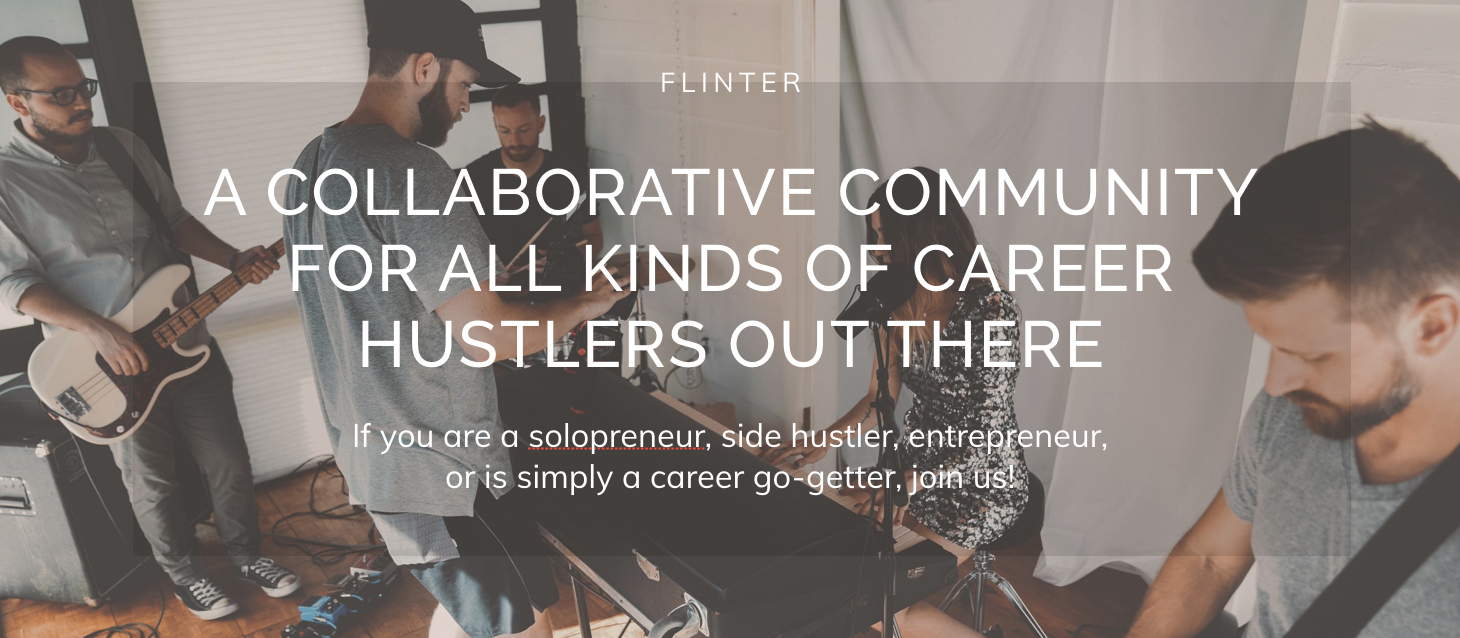 FLINTER
A COLLABORATIVE COMMUNITY
FOR ALL KINDS OF CAREER
HUSTLERS OUT THERE
If you are a solopreneur, side hustler, entrepreneur,
or is simply a career go-getter, join us!